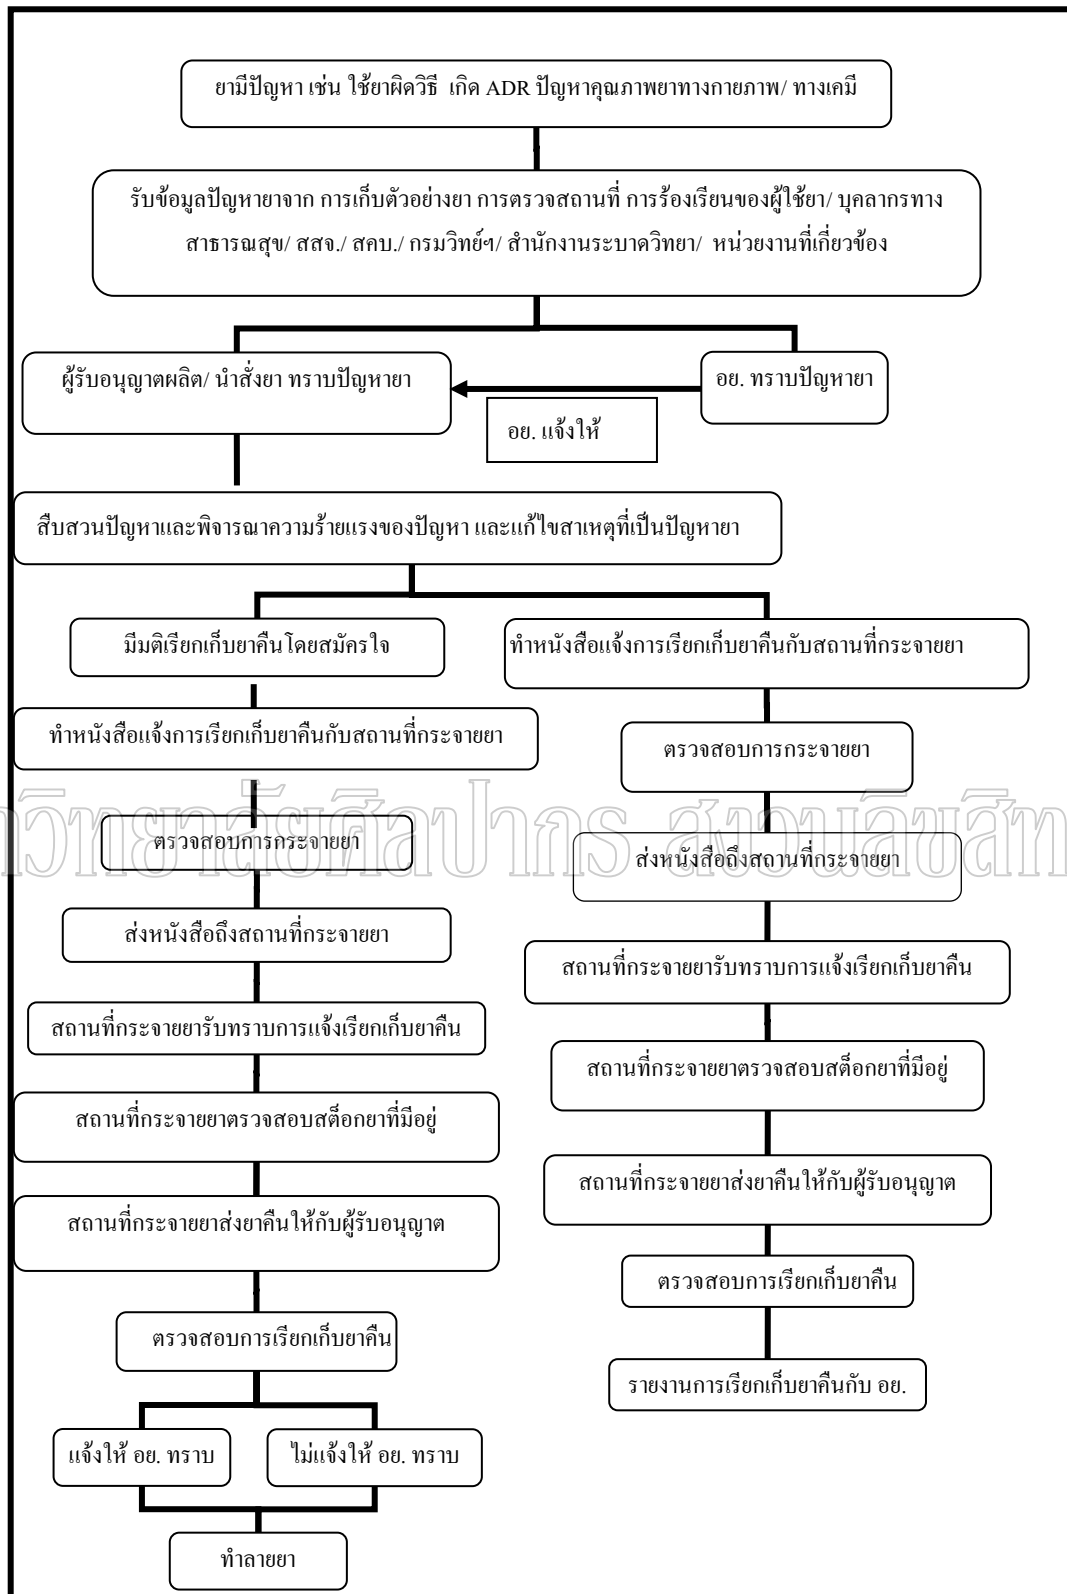 ยามีปัญหา เช่น ใช้ยาผิดวิธี เกิด ADR ปัญหาคุณภาพยาทางกายภาพ/ ทางเคมี
รับข้อมูลปัญหายาจาก การเก็บตัวอย่างยา การตรวจสถานที่ การร้องเรียนของผู้ใช้ยา/ บุคลากรทาง
สาธารณสุข/ สสจ./ สคบ./ กรมวิทย์ฯ/ สำนักงานระบาดวิทยา/ หน่วยงานที่เกี่ยวข้อง
ผู้รับอนุญาตผลิต/ นำสั่งยา ทราบปัญหายา
อย. ทราบปัญหายา
อย. แจ้งให้
สืบสวนปัญหาและพิจารณาความร้ายแรงของปัญหา และแก้ไขสาเหตุที่เป็นปัญหายา
มีมติเรียกเก็บยาคืนโดยสมัครใจ
ทำหนังสือแจ้งการเรียกเก็บยาคืนกับสถานที่กระจายยา
ตรวจสอบการกระจายยา
ส่งหนังสือถึงสถานที่กระจายยา
สถานที่กระจายยารับทราบการแจ้งเรียกเก็บยาคืน
สถานที่กระจายยาตรวจสอบสต็อกยาที่มีอยู่
สถานที่กระจายยาส่งยาคืนให้กับผู้รับอนุญาต
ตรวจสอบการเรียกเก็บยาคืน
แจ้งให้ อย. ทราบ
ไม่แจ้งให้ อย. ทราบ
ทำลายยา
ทำหนังสือแจ้งการเรียกเก็บยาคืนกับสถานที่กระจายยา
ตรวจสอบการกระจายยา
ส่งหนังสือถึงสถานที่กระจายยา
สถานที่กระจายยารับทราบการแจ้งเรียกเก็บยาคืน
สถานที่กระจายยาตรวจสอบสต็อกยาที่มีอยู่
สถานที่กระจายยาส่งยาคืนให้กับผู้รับอนุญาต
ตรวจสอบการเรียกเก็บยาคืน
รายงานการเรียกเก็บยาคืนกับ อย.
าวิทยาลัยศิลปากร สงวนลิขสิท